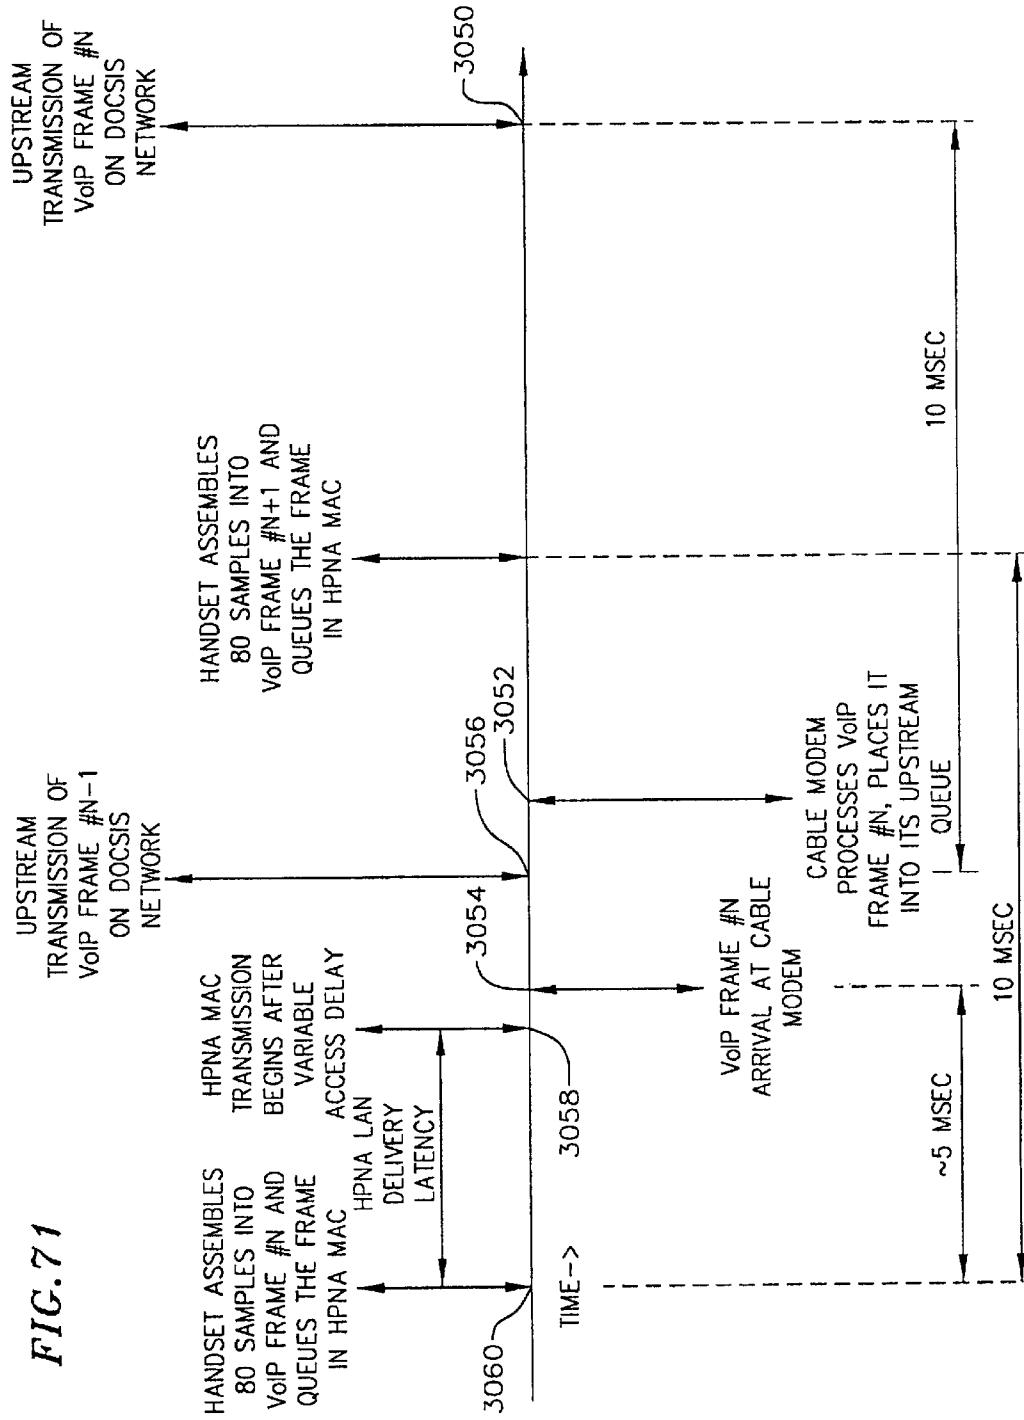 FIG.71
UPSTREAM
TRANSMISSION OF
VoIP FRAME #N-1
ON DOCSIS
NETWORK
UPSTREAM
TRANSMISSION OF
VoIP FRAME #N
ON DOCSIS
NETWORK
HANDSET ASSEMBLES
80 SAMPLES INTO
VoIP FRAME #N AND
QUEUES THE FRAME
IN HPNA MAC
HPNA MAC
TRANSMISSION
BEGINS AFTER
VARIABLE
ACCESS DELAY
HPNA LAN
DELIVERY
LATENCY
HANDSET ASSEMBLES
80 SAMPLES INTO
VoIP FRAME #N+1 AND
QUEUES THE FRAME
IN HPNA MAC
3060
3054
3056
3052
3050
TIME-->
3058
VoIP FRAME #N
ARRIVAL AT CABLE
MODEM
CABLE MODEM
PROCESSES VoIP
FRAME #N, PLACES IT
INTO ITS UPSTREAM
QUEUE
10 MSEC
~5 MSEC
10 MSEC